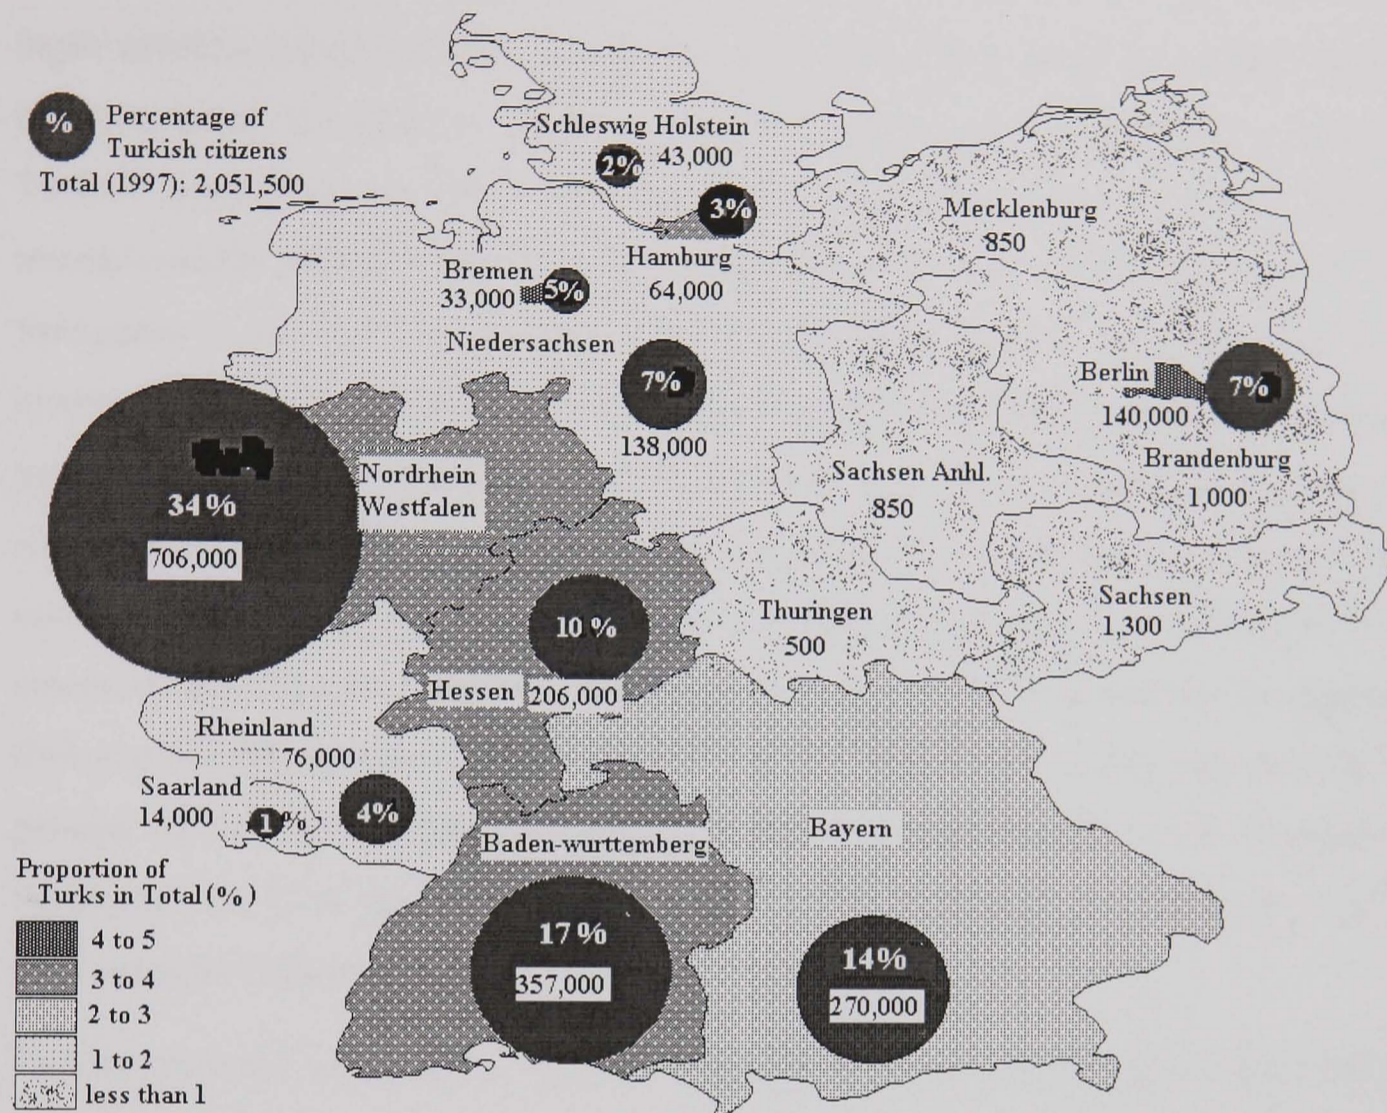 %
Percentage of
Turkish citizens
Total (1997): 2,051,500
Schleswig Holstein
2% 43,000
3%
Hamburg
64,000
Mecklenburg
850
Bremen
33,000 5%
Niedersachsen
7%
138,000
Berlin
140,000
7%
Brandenburg
1,000
Sachsen Anhl.
850
Nordrhein
Westfalen
34%
706,000
Thuringen
500
Sachsen
1,300
10 %
Hessen 206,000
Rheinland
76,000
4%
Saarland
14,000 1%
Baden-wurttemberg
17%
357,000
Bayern
14%
270,000
Proportion of
Turks in Total (%)
4 to 5
3 to 4
2 to 3
1 to 2
less than 1